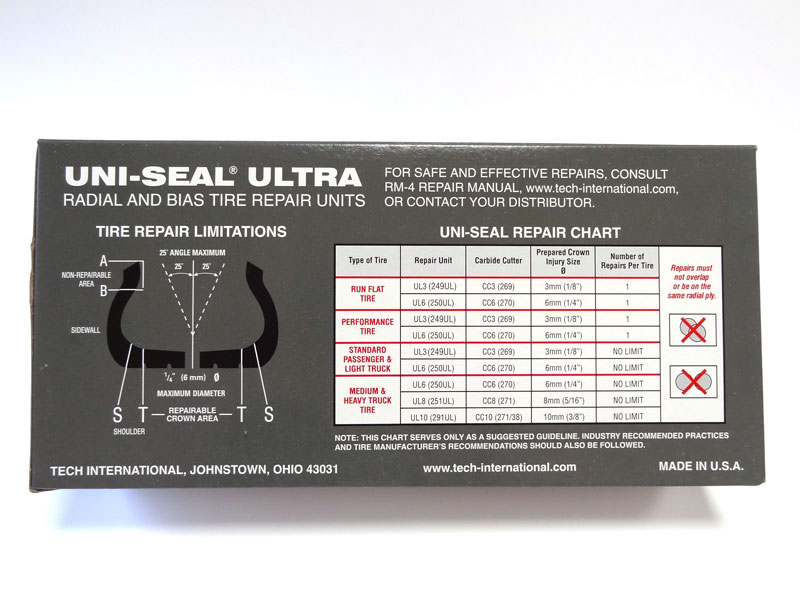 UNI-SEAL® ULTRA
RADIAL AND BIAS TIRE REPAIR UNITS
FOR SAFE AND EFFECTIVE REPAIRS, CONSULT
RM-4 REPAIR MANUAL, www.tech-international.com,
OR CONTACT YOUR DISTRIBUTOR.
TIRE REPAIR LIMITATIONS
25° ANGLE MAXIMUM
25° 25°
A
NON-REPAIRABLE
AREA
B
SIDEWALL
1/4" (6 mm) Ø
MAXIMUM DIAMETER
S T REPAIRABLE T S
CROWN AREA
SHOULDER
UNI-SEAL REPAIR CHART
Type of Tire Repair Unit Carbide Cutter Prepared Crown Injury Size Ø Number of Repairs Per Tire
RUN FLAT TIRE
UL3 (249UL) CC3 (269) 3mm (1/8") 1
UL6 (250UL) CC6 (270) 6mm (1/4") 1
PERFORMANCE TIRE
UL3 (249UL) CC3 (269) 3mm (1/8") 1
UL6 (250UL) CC6 (270) 6mm (1/4") 1
STANDARD PASSENGER & LIGHT TRUCK
UL3 (249UL) CC3 (269) 3mm (1/8") NO LIMIT
UL6 (250UL) CC6 (270) 6mm (1/4") NO LIMIT
MEDIUM & HEAVY TRUCK TIRE
UL6 (250UL) CC6 (270) 6mm (1/4") NO LIMIT
UL8 (251UL) CC8 (271) 8mm (5/16") NO LIMIT
UL10 (291UL) CC10 (271/38) 10mm (3/8") NO LIMIT
Repairs must
not overlap
or be on the
same radial ply.
NOTE: THIS CHART SERVES ONLY AS A SUGGESTED GUIDELINE. INDUSTRY RECOMMENDED PRACTICES
AND TIRE MANUFACTURER'S RECOMMENDATIONS SHOULD ALSO BE FOLLOWED.
TECH INTERNATIONAL, JOHNSTOWN, OHIO 43031
www.tech-international.com
MADE IN U.S.A.